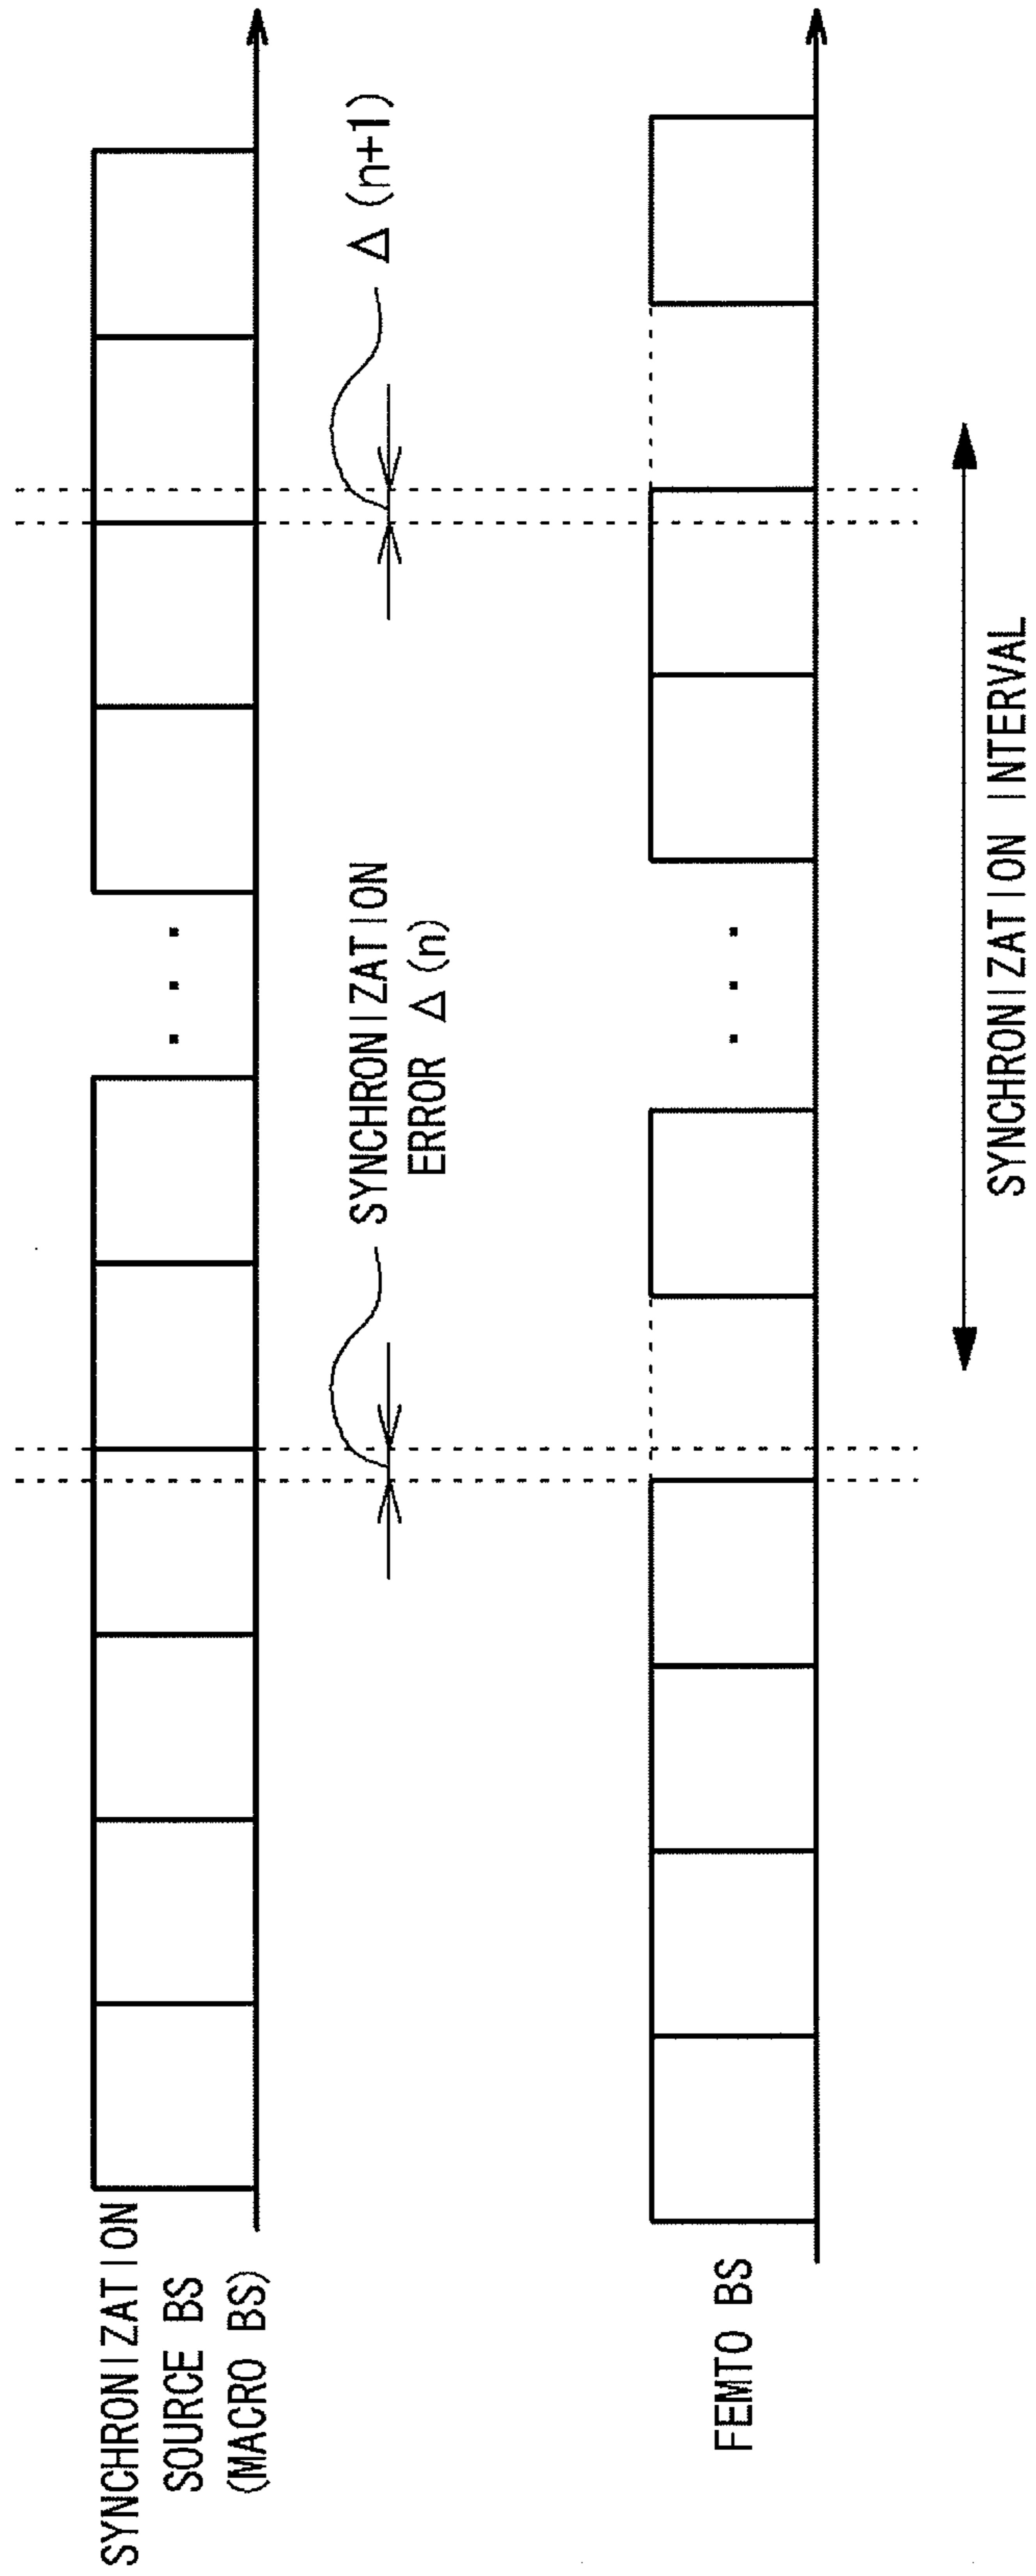 SYNCHRONIZATION
SOURCE BS
(MACRO BS)
SYNCHRONIZATION
ERROR Δ(n)
Δ(n+1)
FEMTO BS
SYNCHRONIZATION INTERVAL